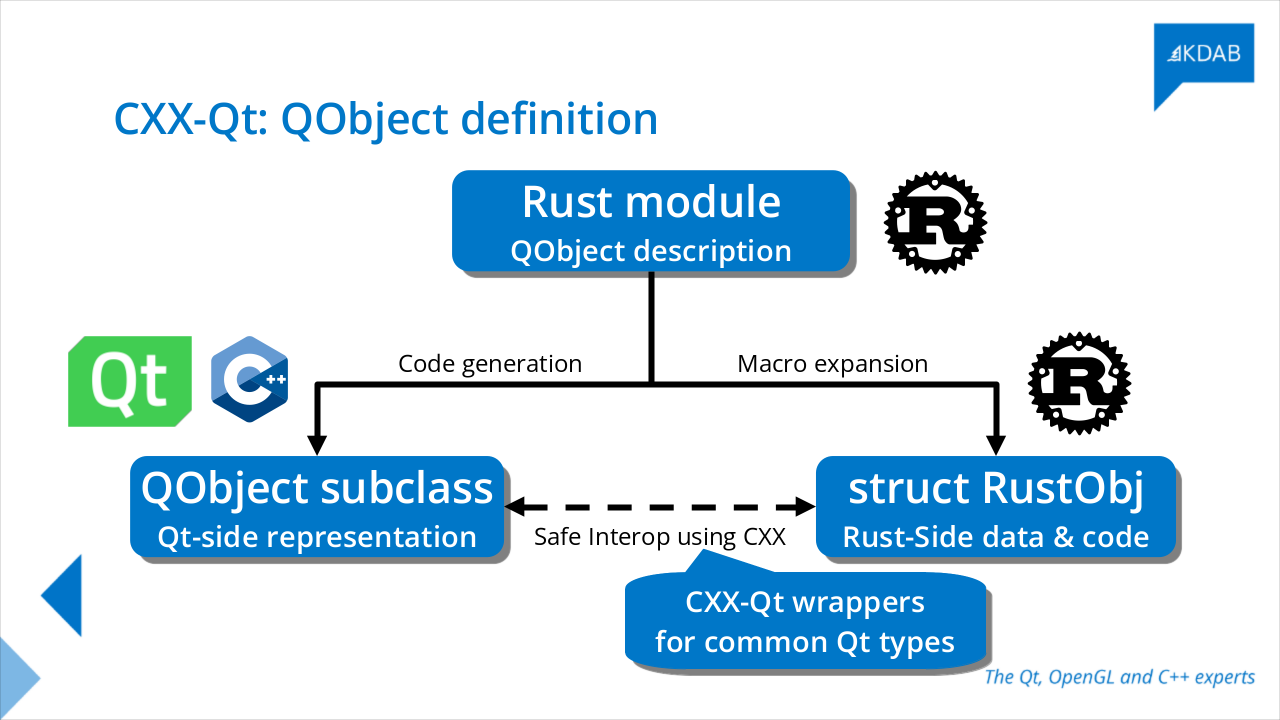 KDAB
CXX-Qt: QObject definition
Rust module
QObject description
R
Code generation
Macro expansion
Qt
C++
R
QObject subclass
Qt-side representation
struct RustObj
Rust-Side data & code
Safe Interop using CXX
CXX-Qt wrappers
for common Qt types
The Qt, OpenGL and C++ experts